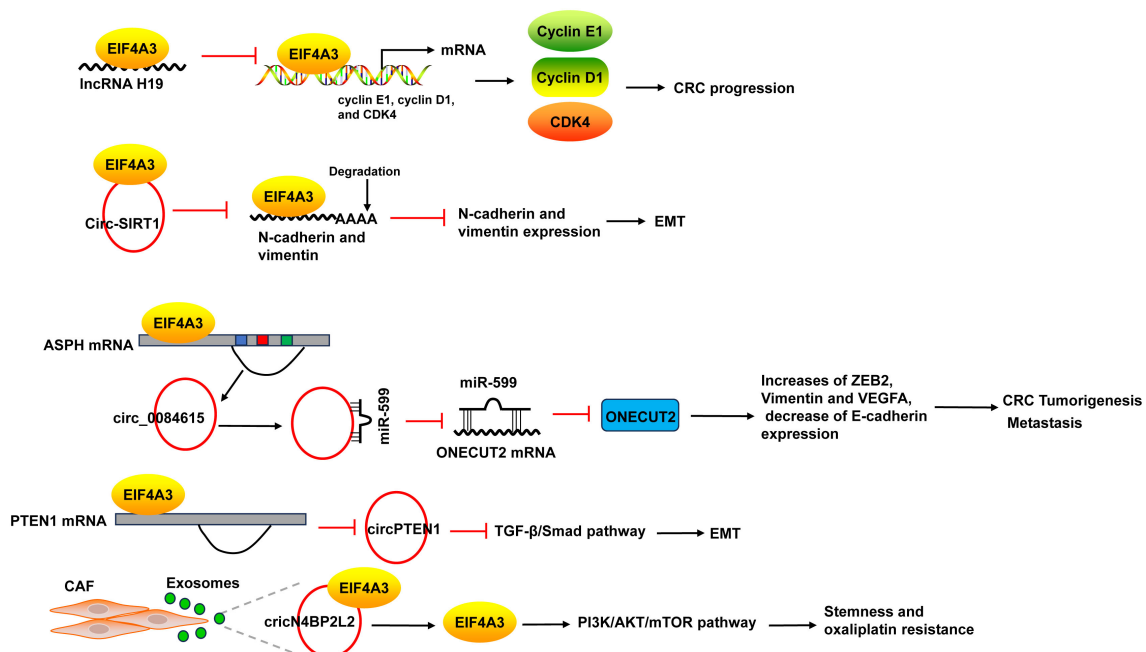 EIF4A3
lncRNA H19
EIF4A3
mRNA
cyclin E1, cyclin D1,
and CDK4
Cyclin E1
Cyclin D1
CDK4
CRC progression
EIF4A3
Circ-SIRT1
Degradation
EIF4A3
AAAA
N-cadherin and
vimentin
N-cadherin and
vimentin expression
EMT
EIF4A3
ASPH mRNA
circ_0084615
miR-599
miR-599
ONECUT2 mRNA
ONECUT2
Increases of ZEB2,
Vimentin and VEGFA,
decrease of E-cadherin
expression
CRC Tumorigenesis
Metastasis
EIF4A3
PTEN1 mRNA
circPTEN1
TGF-β/Smad pathway
EMT
CAF
Exosomes
EIF4A3
cricN4BP2L2
EIF4A3
PI3K/AKT/mTOR pathway
Stemness and
oxaliplatin resistance